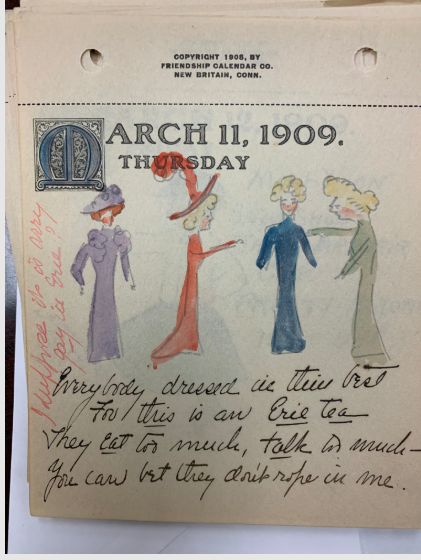 COPYRIGHT 1908, BY
FRIENDSHIP CALENDAR CO.
NEW BRITAIN, CONN.
MARCH 11, 1909.
THURSDAY
I suppose it is very
gay in Erie?
Everybody dressed in their best
For this is an Erie tea
They Eat too much, talk too much—
You can bet they don't rope in me.